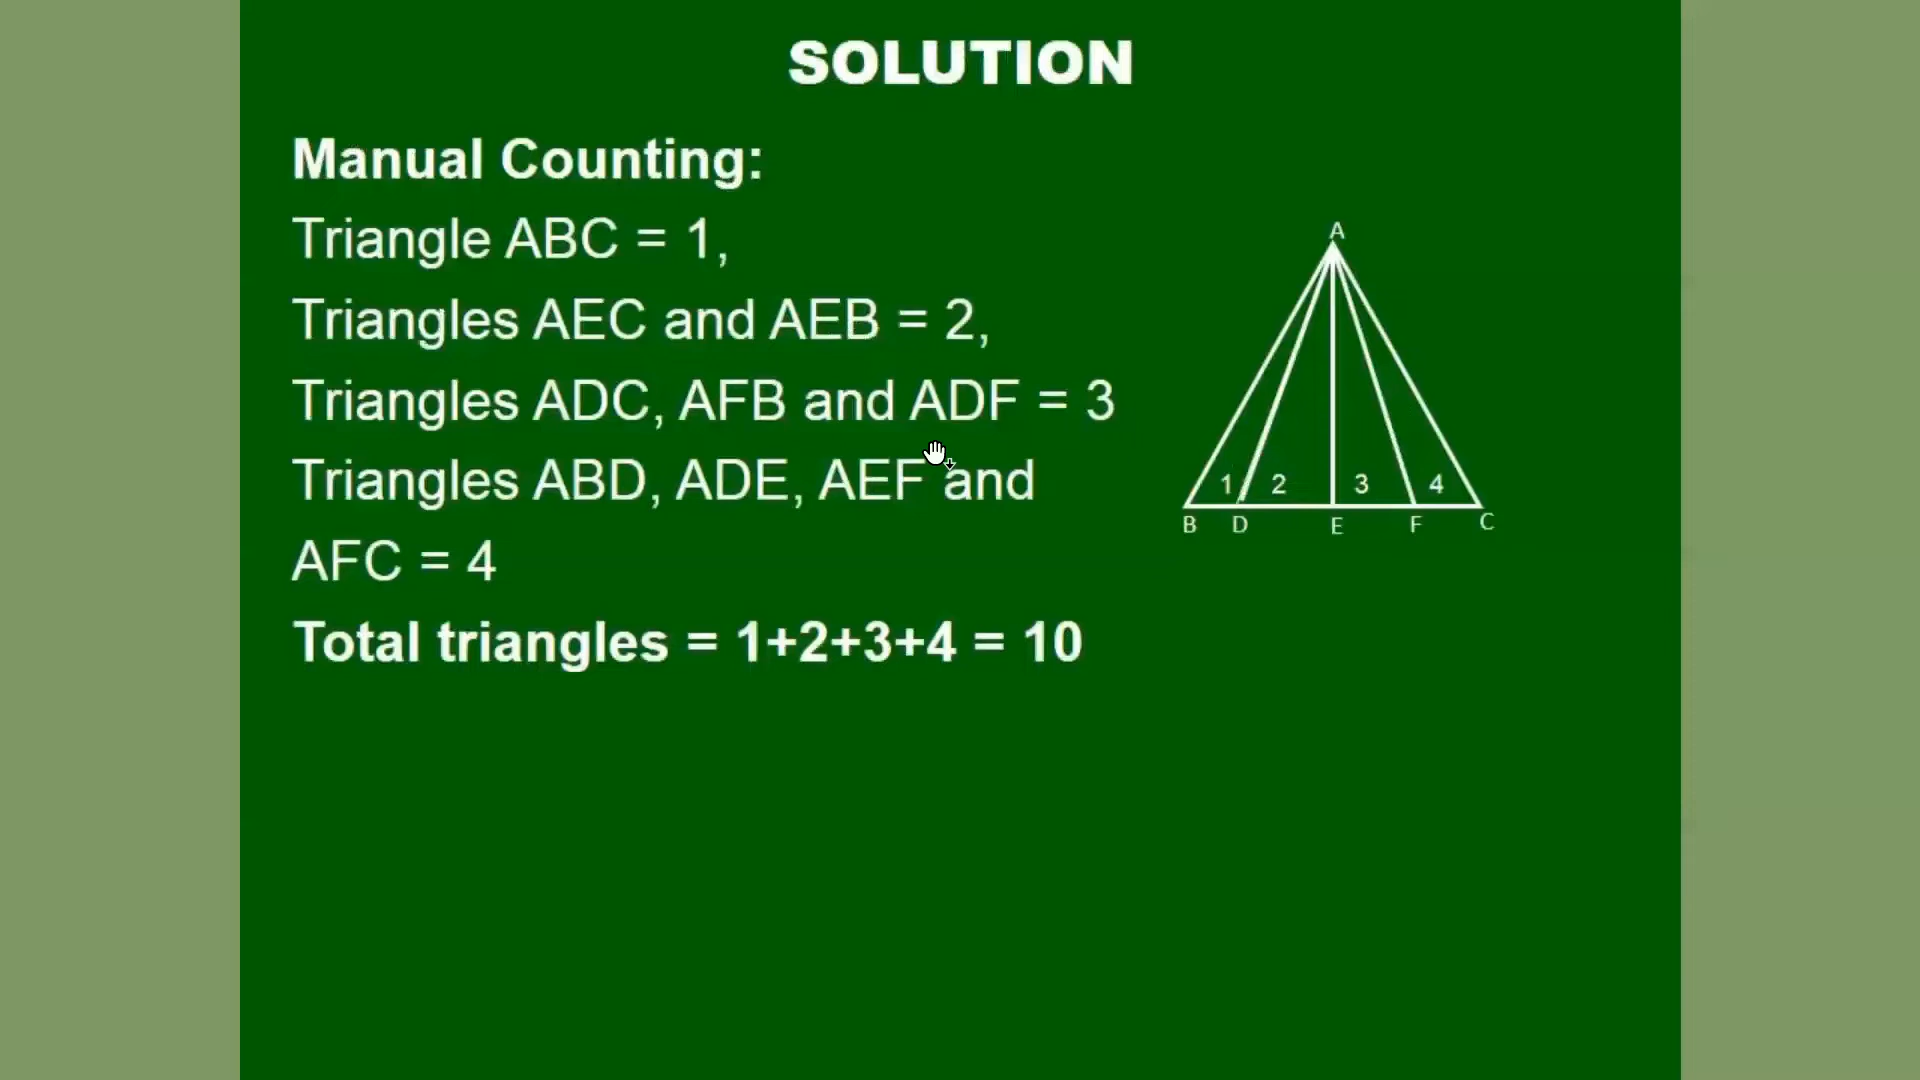 SOLUTION
Manual Counting:
Triangle ABC = 1,
Triangles AEC and AEB = 2,
Triangles ADC, AFB and ADF = 3
Triangles ABD, ADE, AEF and
AFC = 4
Total triangles = 1+2+3+4 = 10
A
1 2 3 4
B D E F C